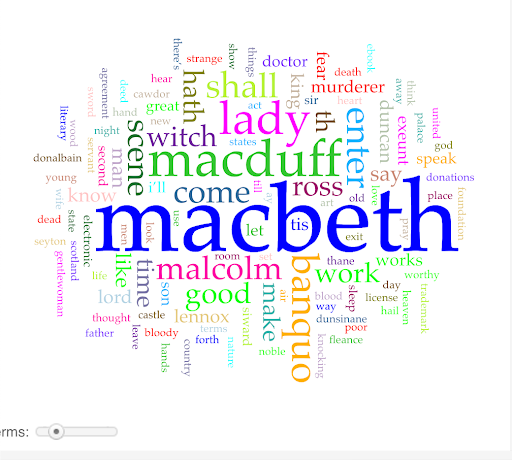 there's
strange
show
things
doctor
fear
death
ebook
agreement
deed
hear
cawdor
hath
shall
king
murderer
away
think
sword
hand
great
act
sir
heart
duncan
palace
literary
wood
night
new
scene
witch
states
lady
th
enter
exeunt
united
god
donalbain
servant
second
man
macduff
say
speak
young
i'll
come
till
ross
love
donations
wife
know
use
ay
art
old
place
foundation
dead
state
men
look
macbeth
let
tis
exit
pray
seyton
scotland
electronic
like
time
room
set
thane
works
gentlewoman
life
malcolm
banquo
work
worthy
lord
son
good
make
air
blood
sleep
day
license
heaven
trademark
way
hail
thought
castle
lennox
siward
dunsinane
poor
father
leave
bloody
terms
forth
nature
noble
knocking
fleance
hands
country
erms: